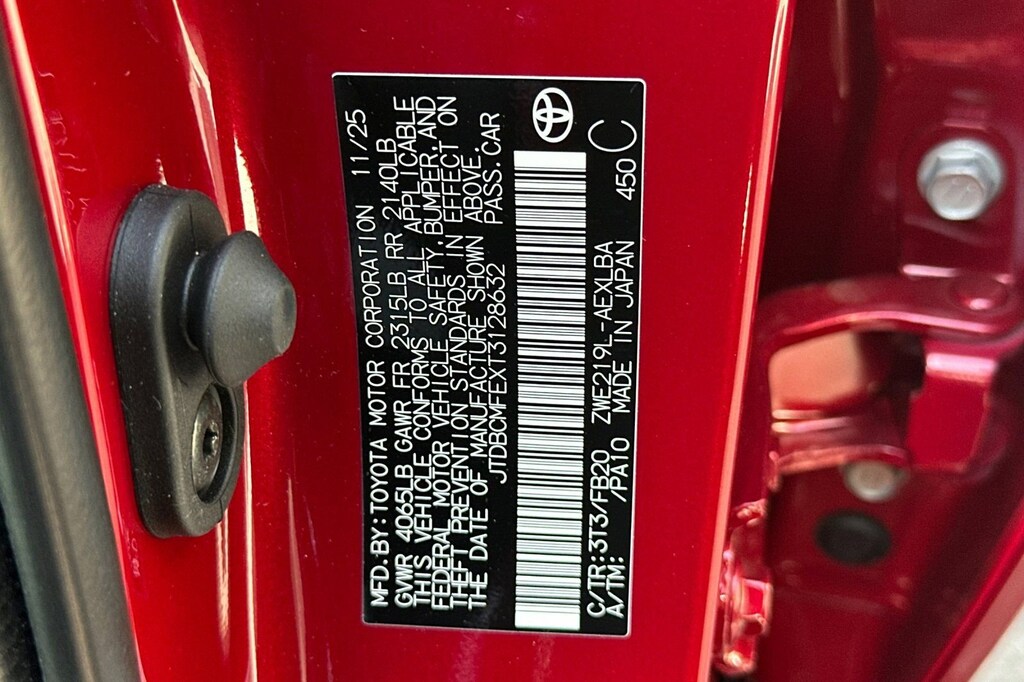 MFD.BY:TOYOTA MOTOR CORPORATION 11/25
GVWR 4065LB GAWR FR 2315LB RR 2140LB
THIS VEHICLE CONFORMS TO ALL APPLICABLE
FEDERAL MOTOR VEHICLE SAFETY,BUMPER,AND
THEFT PREVENTION STANDARDS IN EFFECT ON
THE DATE OF MANUFACTURE SHOWN ABOVE.
JTDBCMFEXT3128632 PASS.CAR
C/TR:3T3/FB20 ZWE219L-AEXLBA 450 C
A/TM: /PA10 MADE IN JAPAN